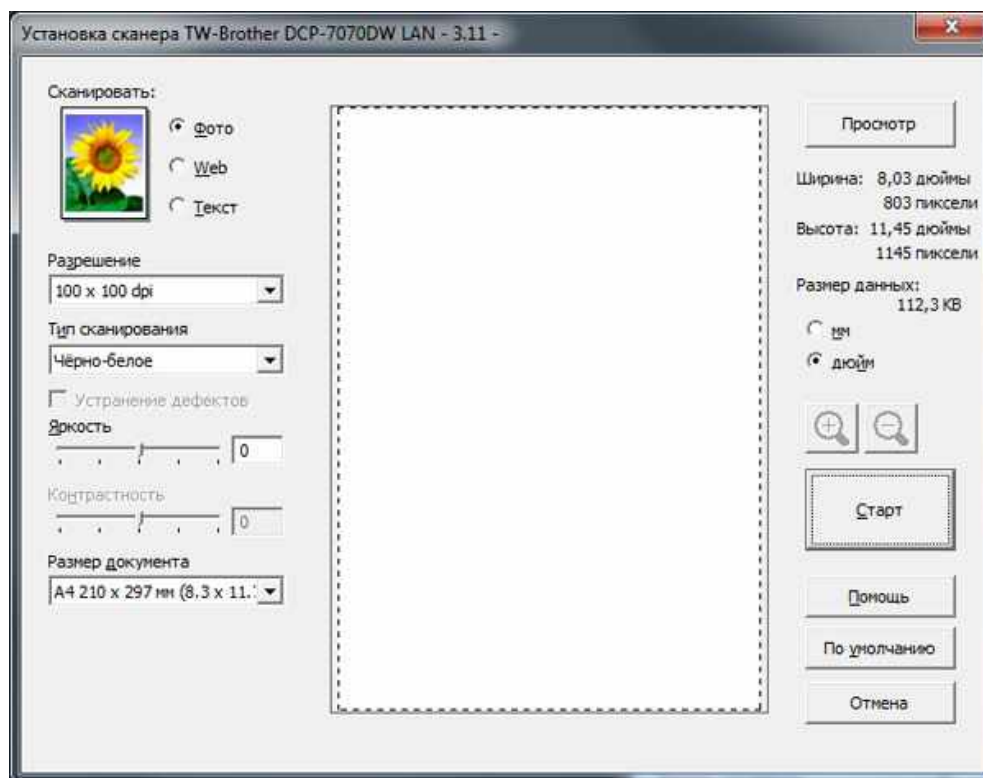 Установка сканера TW-Brother DCP-7070DW LAN - 3.11 -
Сканировать:
Фото
Web
Текст
Разрешение
100 x 100 dpi
Тип сканирования
Чёрно-белое
Устранение дефектов
Яркость
0
Контрастность
0
Размер документа
A4 210 x 297 мм (8.3 x 11.
Просмотр
Ширина: 8,03 дюймы
803 пиксели
Высота: 11,45 дюймы
1145 пиксели
Размер данных:
112,3 KB
мм
дюйм
Старт
Помощь
По умолчанию
Отмена